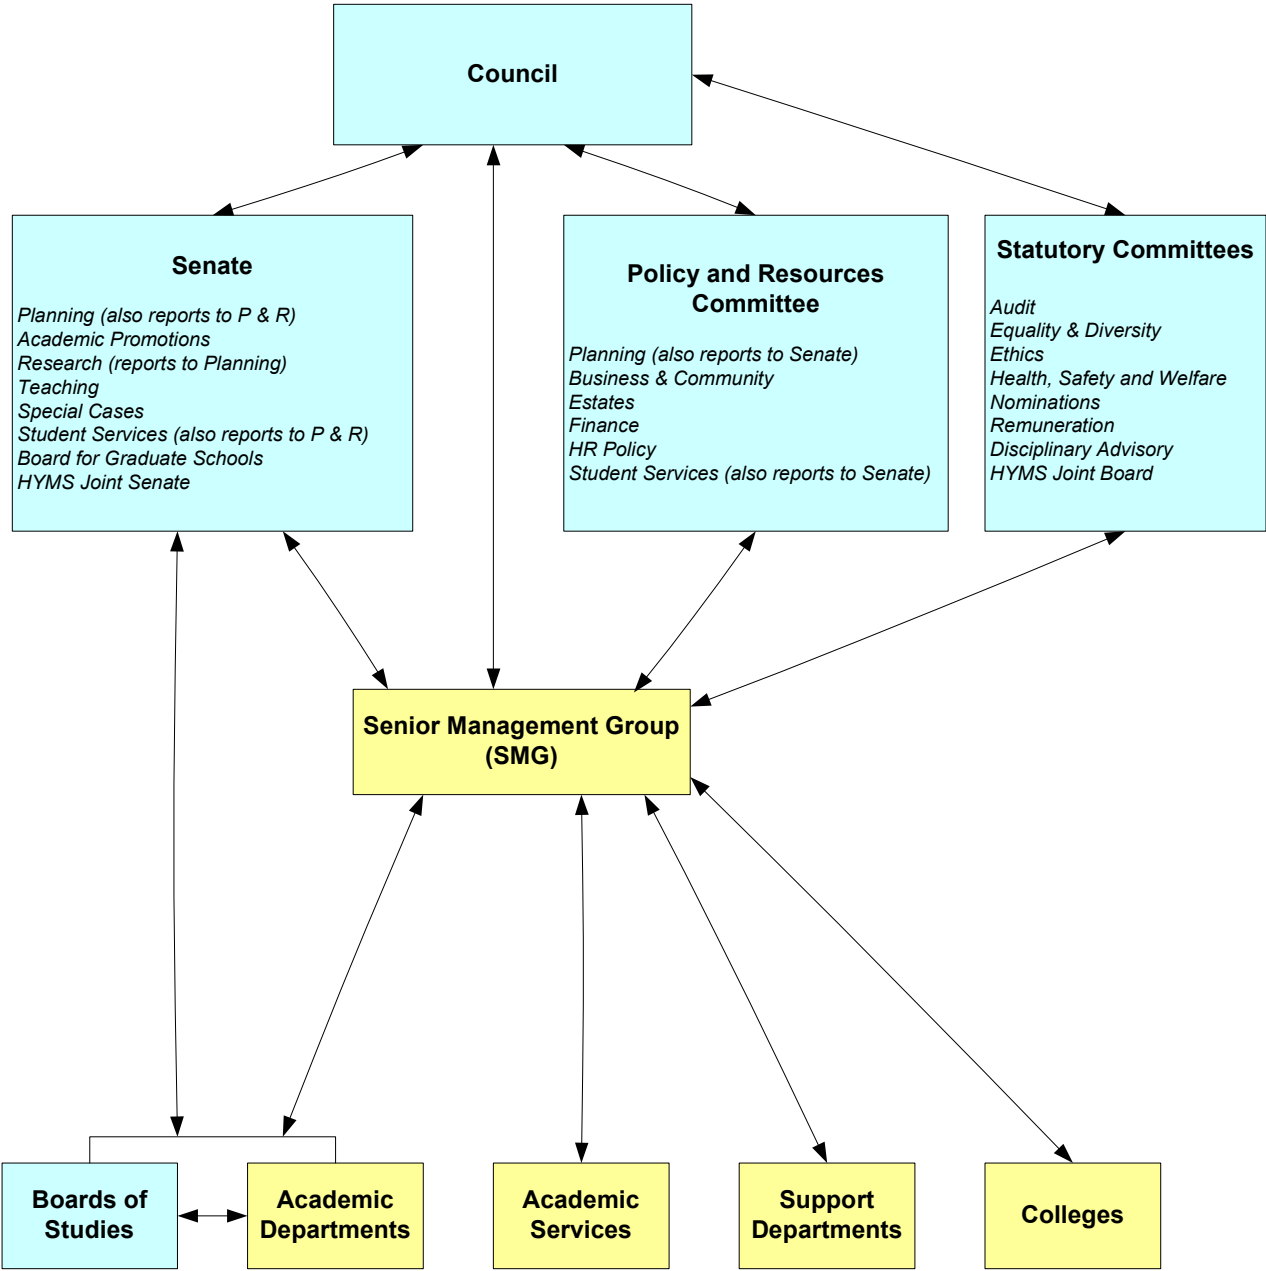 Council
Senate
Planning (also reports to P & R)
Academic Promotions
Research (reports to Planning)
Teaching
Special Cases
Student Services (also reports to P & R)
Board for Graduate Schools
HYMS Joint Senate
Policy and Resources
Committee
Planning (also reports to Senate)
Business & Community
Estates
Finance
HR Policy
Student Services (also reports to Senate)
Statutory Committees
Audit
Equality & Diversity
Ethics
Health, Safety and Welfare
Nominations
Remuneration
Disciplinary Advisory
HYMS Joint Board
Senior Management Group
(SMG)
Boards of
Studies
Academic
Departments
Academic
Services
Support
Departments
Colleges